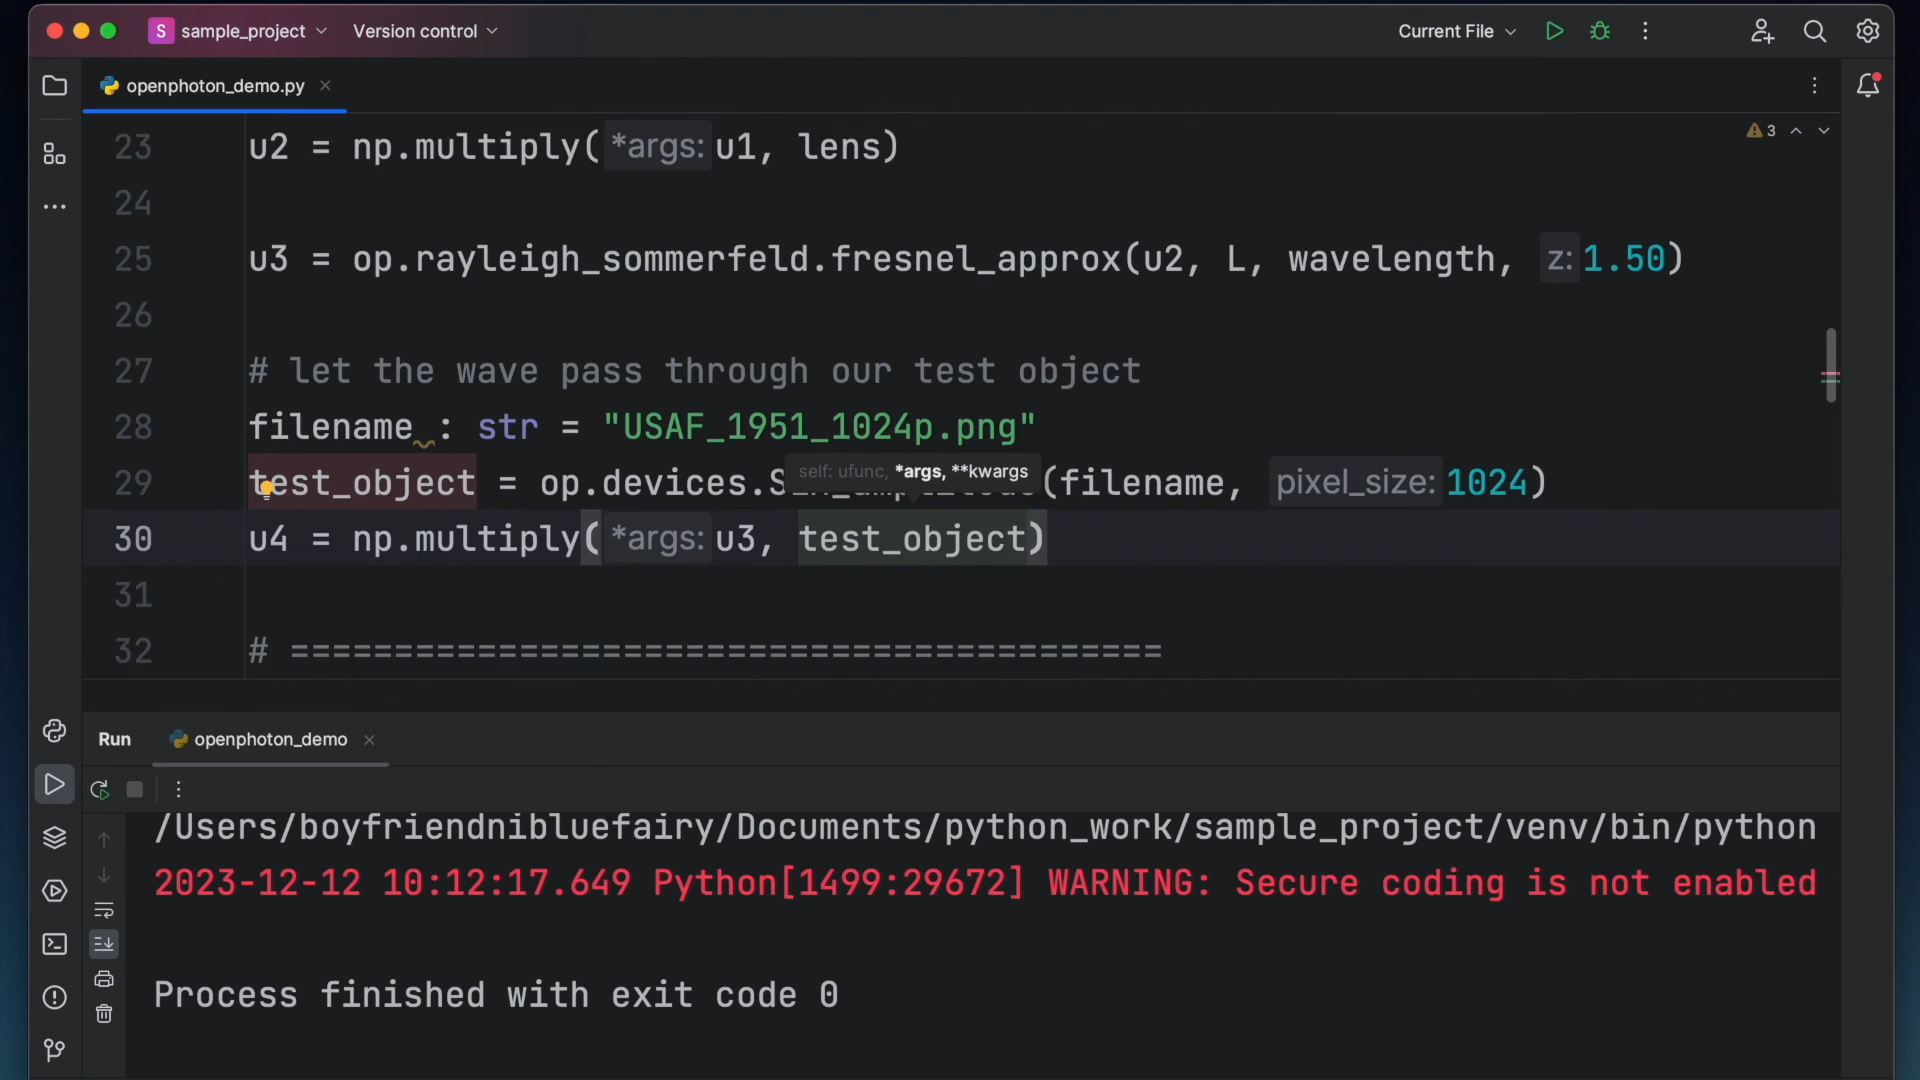 S sample_project Version control Current File
openphoton_demo.py
3
23 u2 = np.multiply( *args: u1, lens)
24
25 u3 = op.rayleigh_sommerfeld.fresnel_approx(u2, L, wavelength, z: 1.50)
26
27 # let the wave pass through our test object
28 filename : str = "USAF_1951_1024p.png"
self: ufunc, *args, **kwargs
29 test_object = op.devices. (filename, pixel_size: 1024)
30 u4 = np.multiply( *args: u3, test_object)
31
32 # ==========================================
Run openphoton_demo
/Users/boyfriendnibluefairy/Documents/python_work/sample_project/venv/bin/python
2023-12-12 10:12:17.649 Python[1499:29672] WARNING: Secure coding is not enabled
Process finished with exit code 0